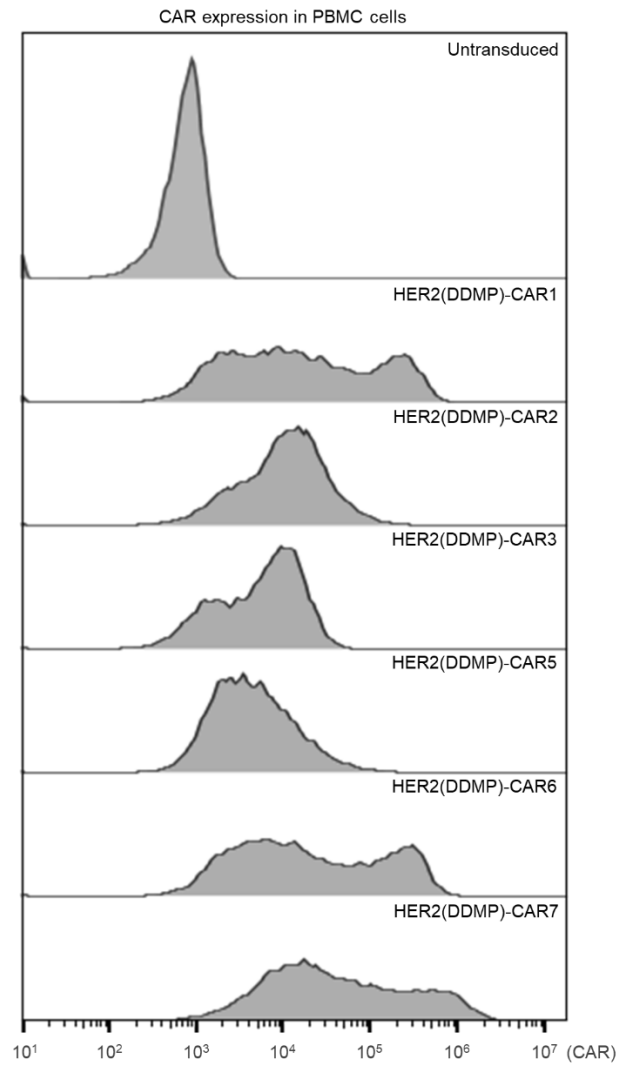 CAR expression in PBMC cells
Untransduced
HER2(DDMP)-CAR1
HER2(DDMP)-CAR2
HER2(DDMP)-CAR3
HER2(DDMP)-CAR5
HER2(DDMP)-CAR6
HER2(DDMP)-CAR7
10¹ 10² 10³ 10⁴ 10⁵ 10⁶ 10⁷ (CAR)